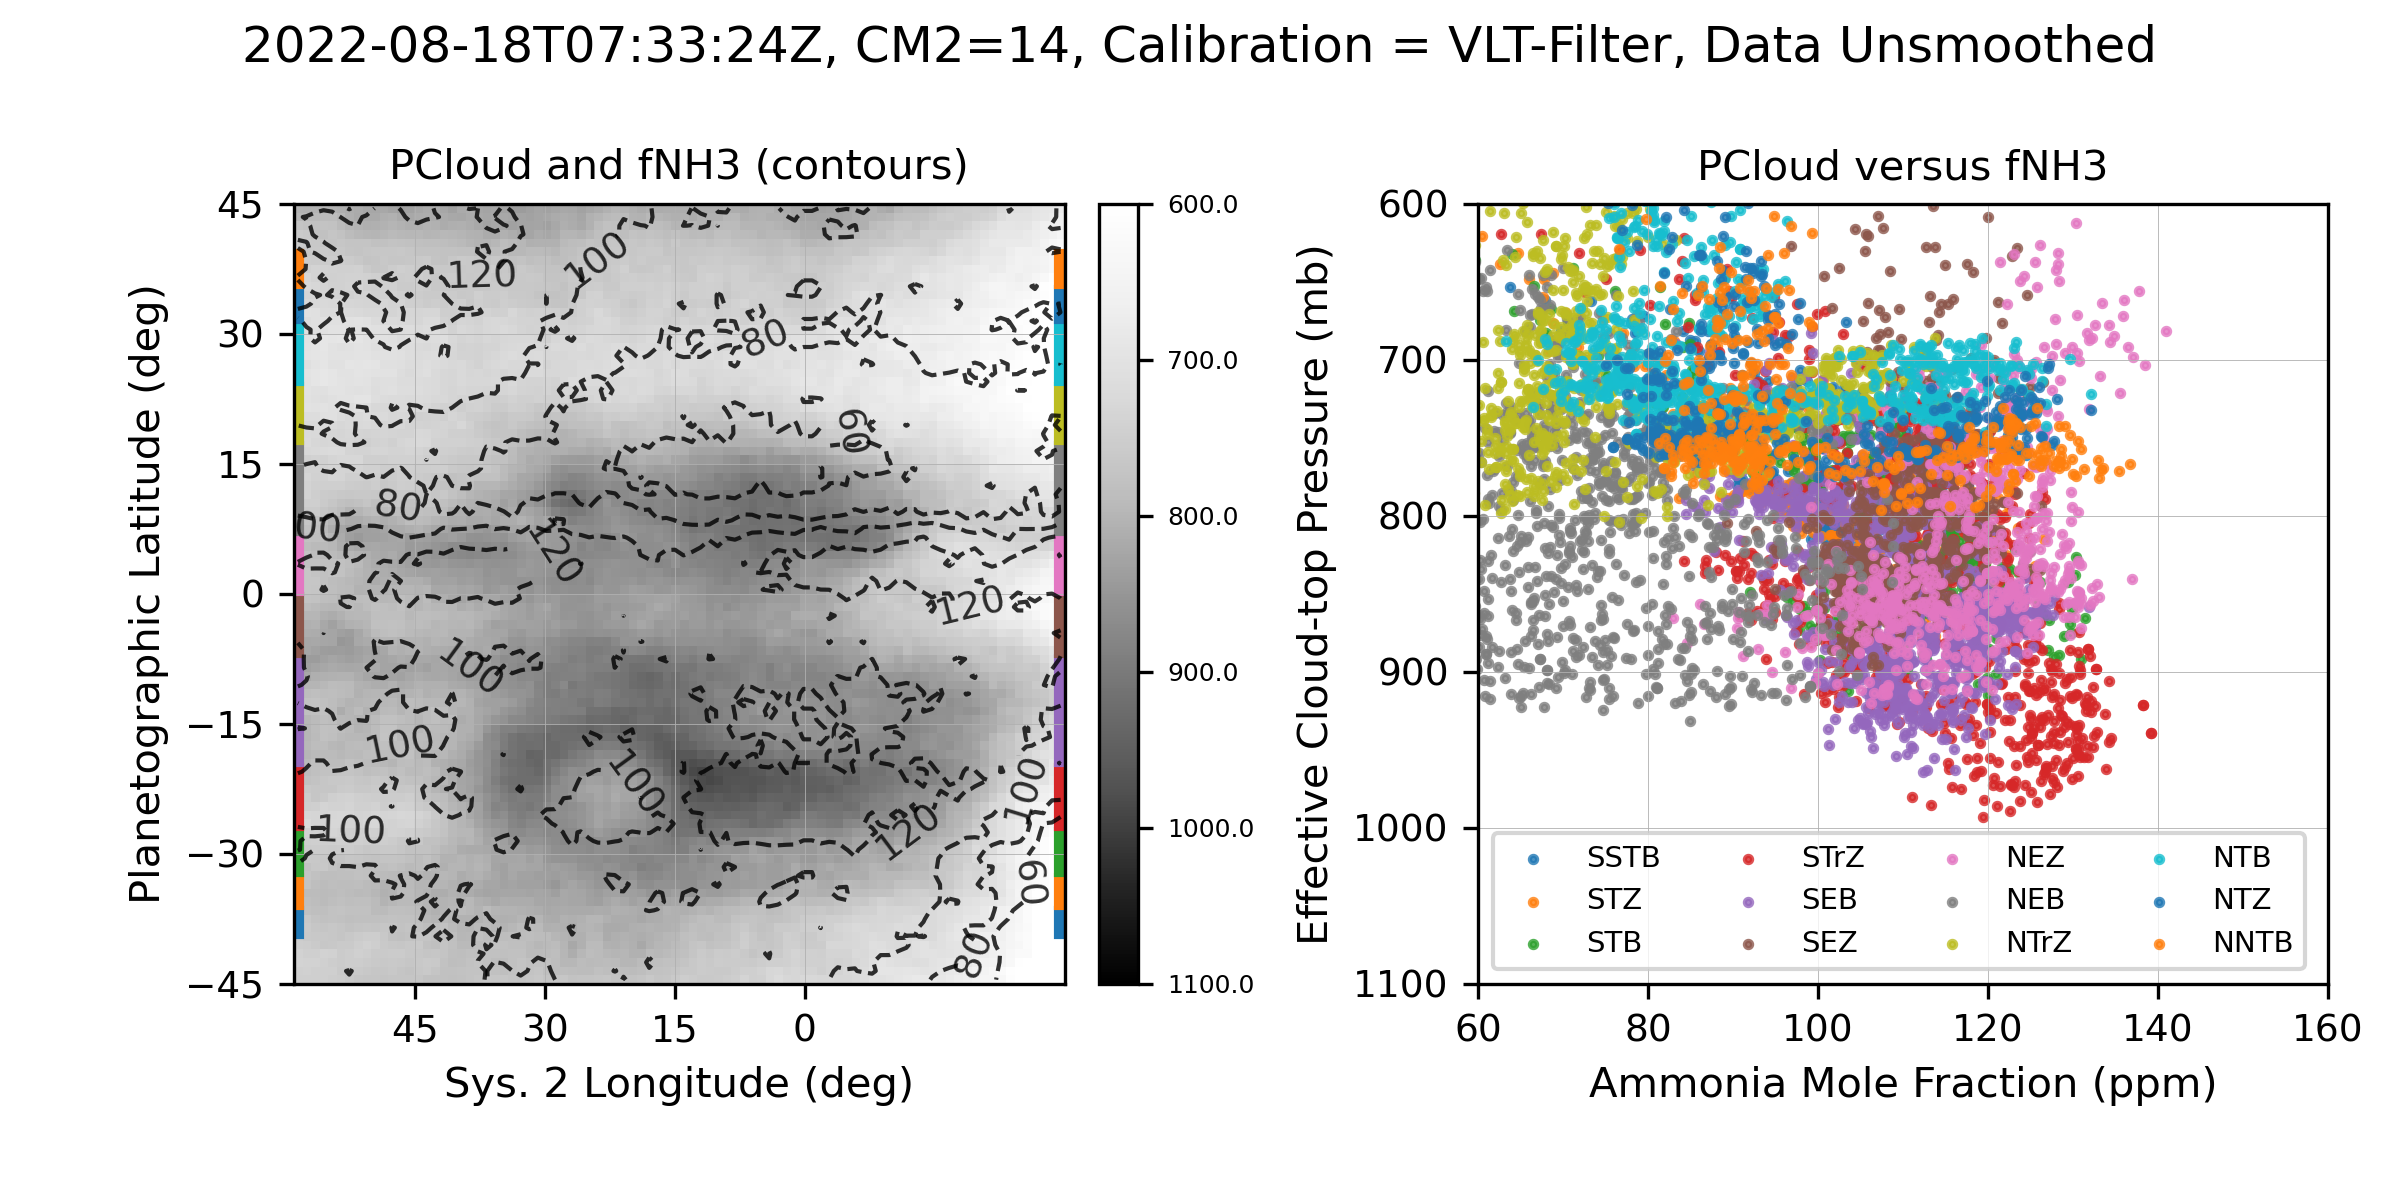 2022-08-18T07:33:24Z, CM2=14, Calibration = VLT-Filter, Data Unsmoothed
PCloud and fNH3 (contours)
Planetographic Latitude (deg)
45
30
15
0
−15
−30
−45
45
30
15
0
Sys. 2 Longitude (deg)
120
100
80
60
80
00
120
120
100
100
100
100
100
120
60
80
600.0
700.0
800.0
900.0
1000.0
1100.0
PCloud versus fNH3
Effective Cloud-top Pressure (mb)
600
700
800
900
1000
1100
SSTB
STZ
STB
STrZ
SEB
SEZ
NEZ
NEB
NTrZ
NTB
NTZ
NNTB
60
80
100
120
140
160
Ammonia Mole Fraction (ppm)